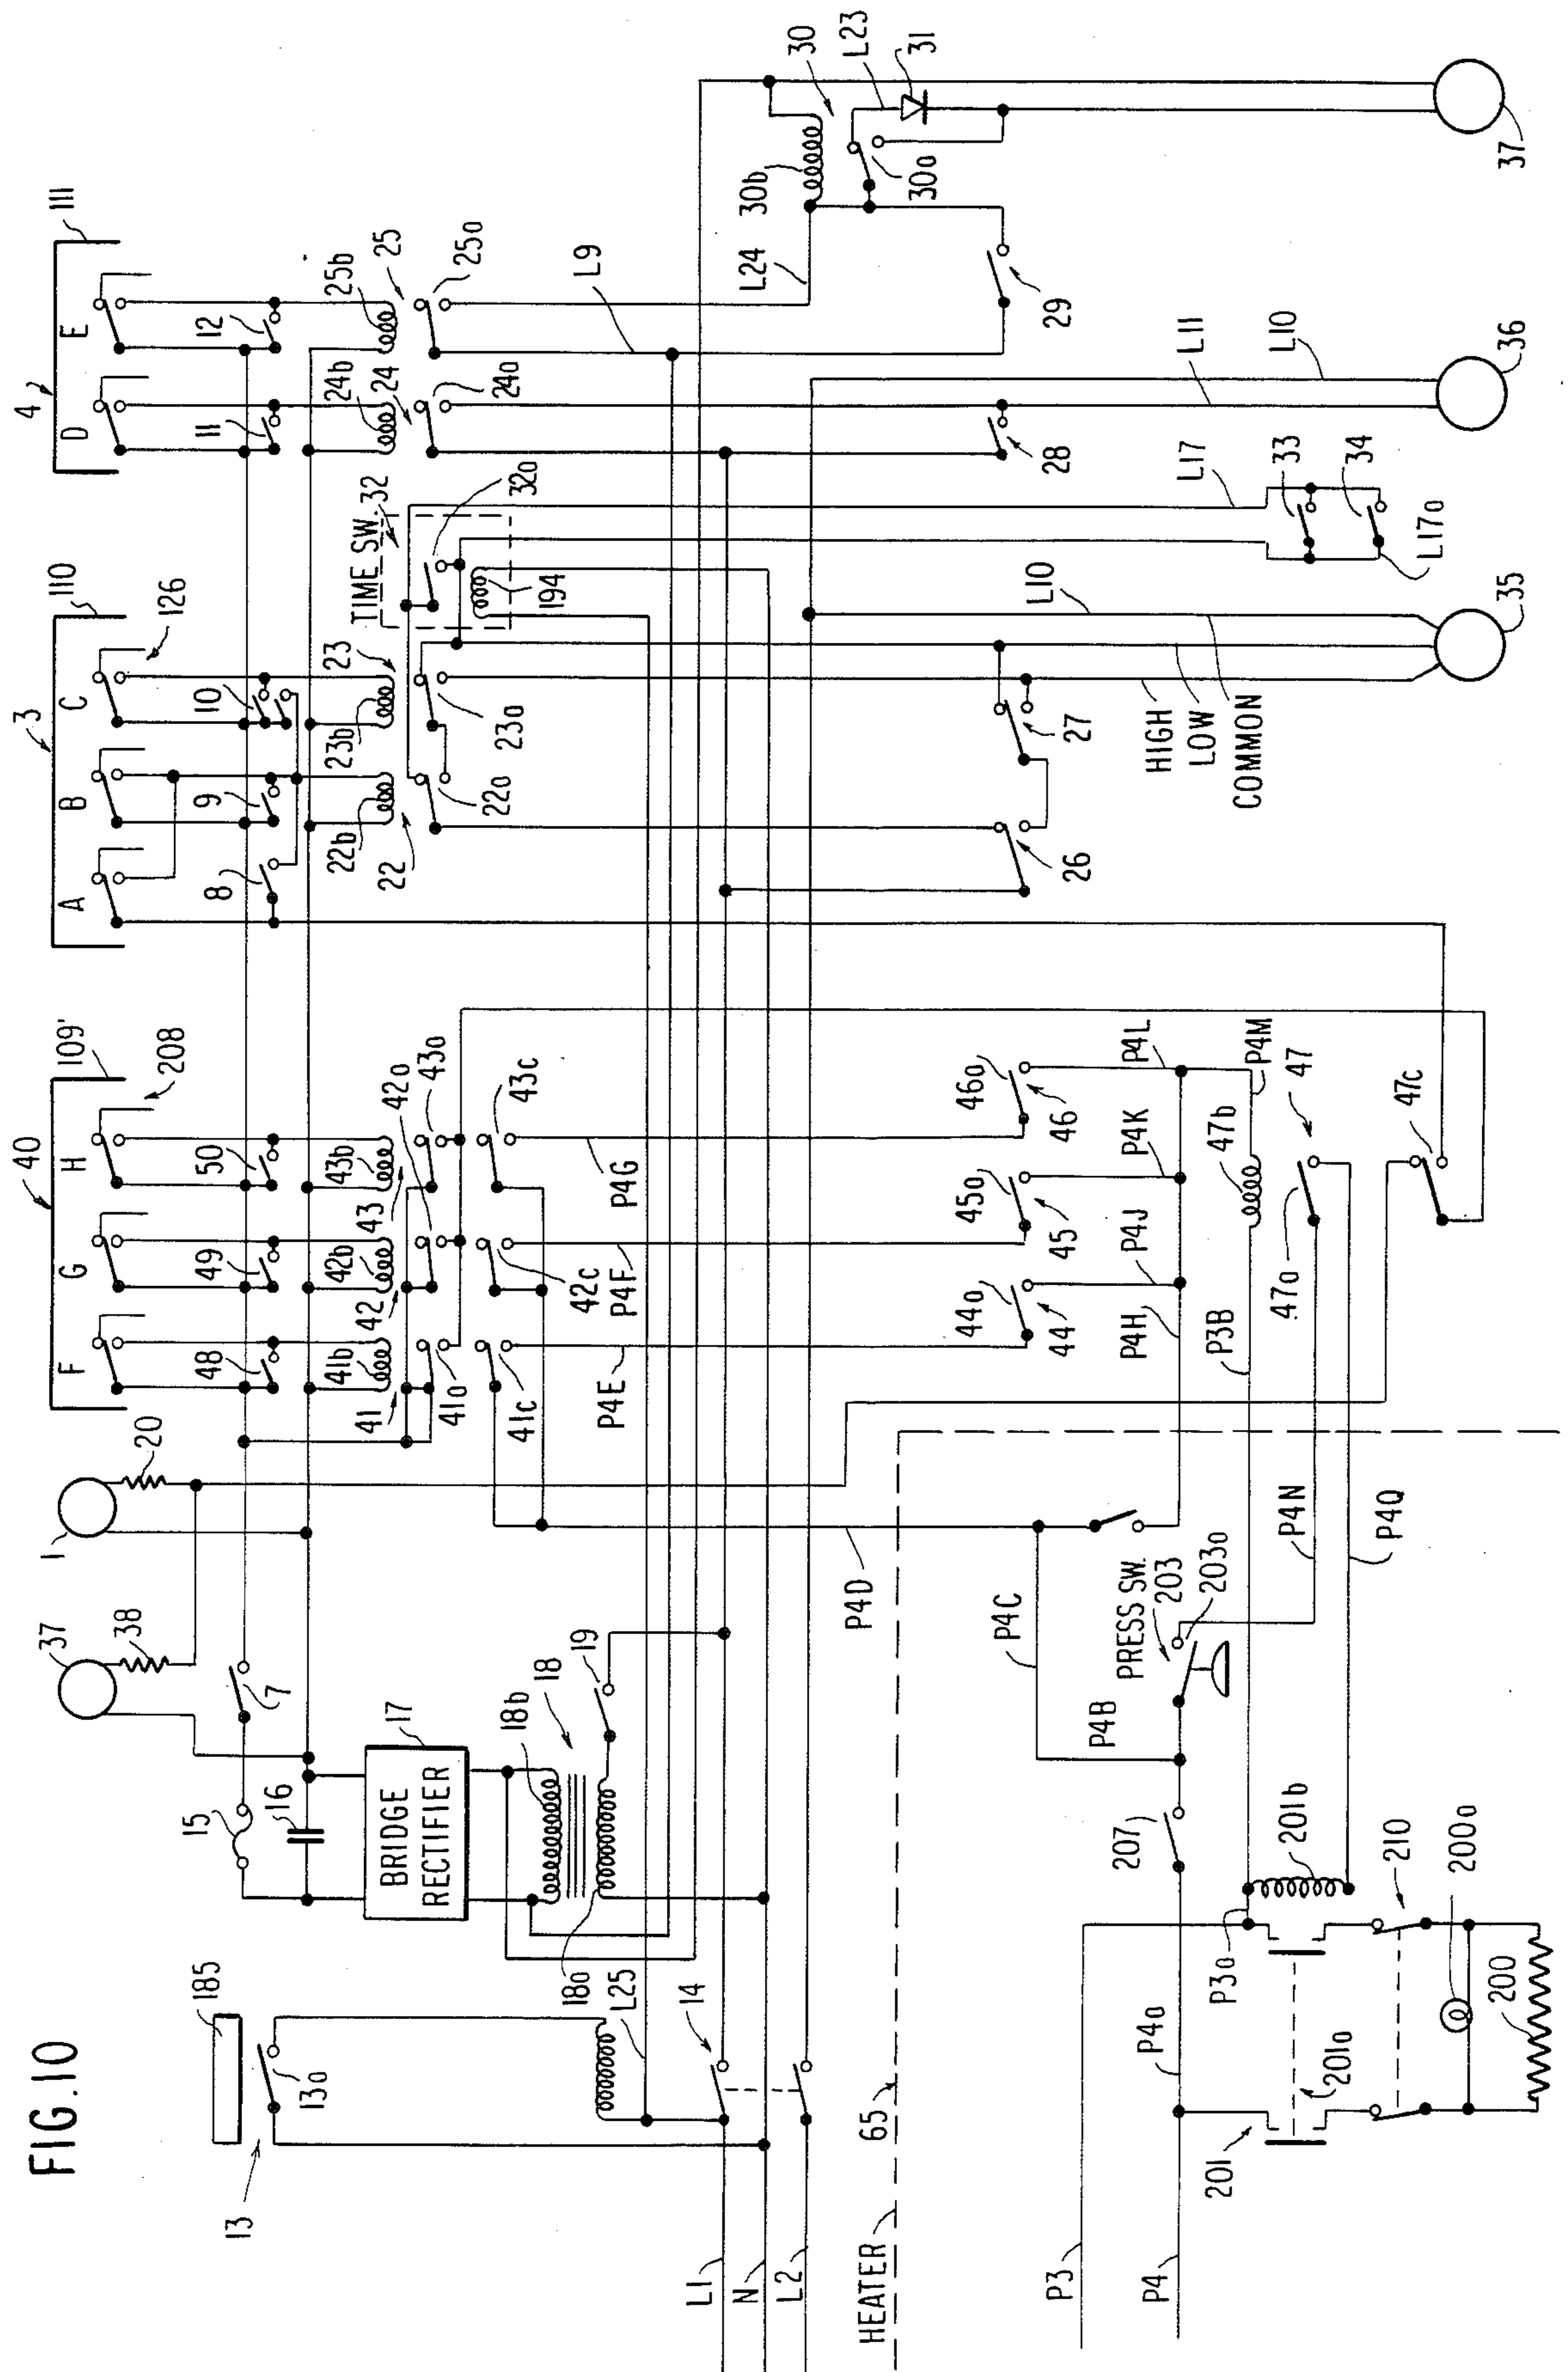 FIG.10
185
13
13a
L25
14
L1
N
L2
HEATER
65
37
38
1
20
15
16
7
BRIDGE
RECTIFIER
17
18b
18
19
18a
40
F
G
H
109'
208
48
49
50
41b
42b
43b
41
42
43
41a
42a
43a
41c
42c
43c
P4E
P4F
P4G
P4D
3
A
B
C
110
126
8
9
10
22b
23b
22
23
22a
23a
TIME SW.
32
32a
194
4
D
E
111
11
12
24b
25b
24
25
24a
25a
L9
L24
30b
30
30a
L23
31
29
28
26
27
HIGH
LOW
COMMON
L10
L17
33
34
L17a
L11
L10
35
36
37
44a
44
45a
45
46a
46
P4H
P4J
P4K
P4L
P4M
P3B
47b
47
47a
47c
P4C
P4B
PRESS SW.
203
203a
P4N
P4Q
207
P3
P4
P3a
P4a
201
201a
201b
210
200a
200